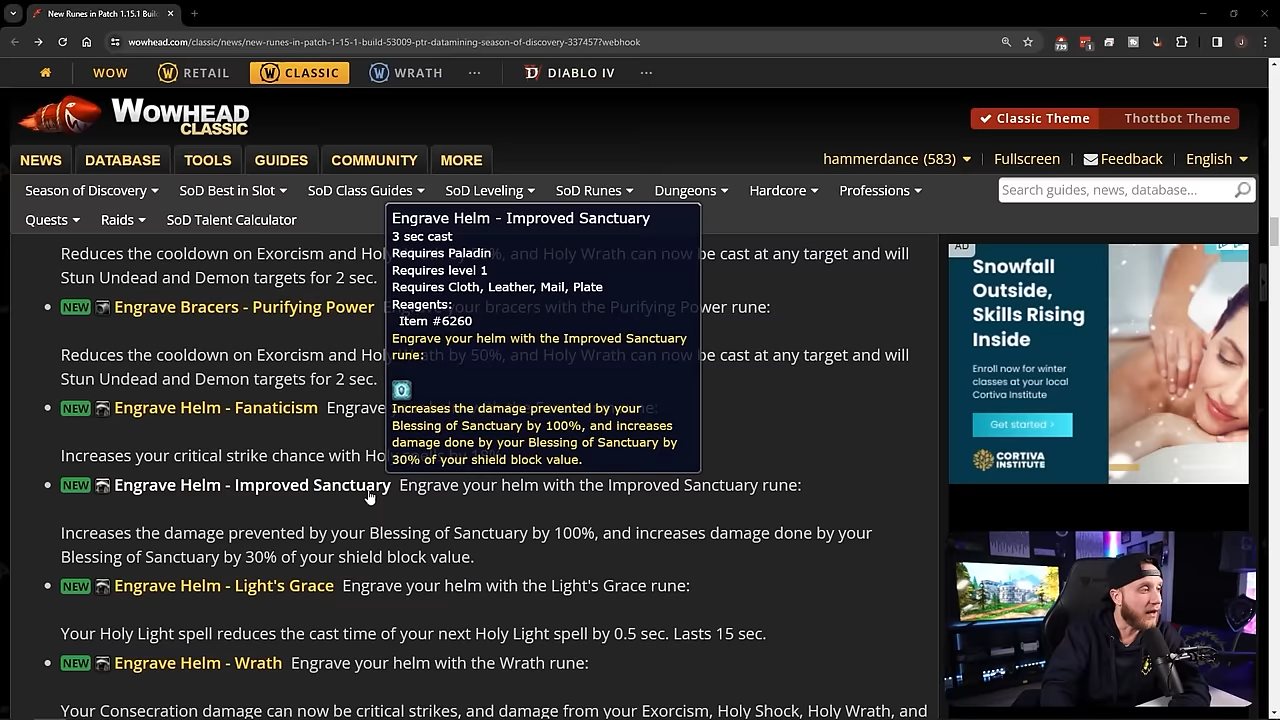 New Runes in Patch 1.15.1 Buil
wowhead.com/classic/news/new-runes-in-patch-1-15-1-build-53009-ptr-datamining-season-of-discovery-337457?webhook
WOW RETAIL CLASSIC WRATH ... DIABLO IV ...
WOWHEAD
CLASSIC
Classic Theme Thottbot Theme
NEWS DATABASE TOOLS GUIDES COMMUNITY MORE
hammerdance (583) Fullscreen Feedback English
Season of Discovery SoD Best in Slot SoD Class Guides SoD Leveling SoD Runes Dungeons Hardcore Professions
Search guides, news, database...
Quests Raids SoD Talent Calculator
Engrave Helm - Improved Sanctuary
3 sec cast
Requires Paladin
Requires level 1
Requires Cloth, Leather, Mail, Plate
Reagents:
Item #6260
Engrave your helm with the Improved Sanctuary
rune:
Increases the damage prevented by your
Blessing of Sanctuary by 100%, and increases
damage done by your Blessing of Sanctuary by
30% of your shield block value.
Reduces the cooldown on Exorcism and Holy , and Holy Wrath can now be cast at any target and will
Stun Undead and Demon targets for 2 sec.
NEW Engrave Bracers - Purifying Power Engrave your bracers with the Purifying Power rune:
Reduces the cooldown on Exorcism and Holy Wrath by 50%, and Holy Wrath can now be cast at any target and will
Stun Undead and Demon targets for 2 sec.
NEW Engrave Helm - Fanaticism Engrave
Increases your critical strike chance with Holy
NEW Engrave Helm - Improved Sanctuary Engrave your helm with the Improved Sanctuary rune:
Increases the damage prevented by your Blessing of Sanctuary by 100%, and increases damage done by your
Blessing of Sanctuary by 30% of your shield block value.
NEW Engrave Helm - Light's Grace Engrave your helm with the Light's Grace rune:
Your Holy Light spell reduces the cast time of your next Holy Light spell by 0.5 sec. Lasts 15 sec.
NEW Engrave Helm - Wrath Engrave your helm with the Wrath rune:
Your Consecration damage can now be critical strikes, and damage from your Exorcism, Holy Shock, Holy Wrath, and
AD
Snowfall
Outside,
Skills Rising
Inside
Enroll now for winter
classes at your local
Cortiva Institute
Get started ›
CORTIVA
INSTITUTE